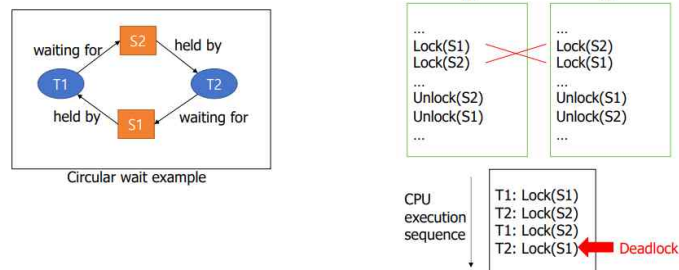 S2
waiting for
held by
T1
T2
held by
S1
waiting for
Circular wait example
...
Lock(S1)
Lock(S2)
...
Unlock(S2)
Unlock(S1)
...
...
Lock(S2)
Lock(S1)
...
Unlock(S1)
Unlock(S2)
...
CPU
execution
sequence
T1: Lock(S1)
T2: Lock(S2)
T1: Lock(S2)
T2: Lock(S1)
Deadlock